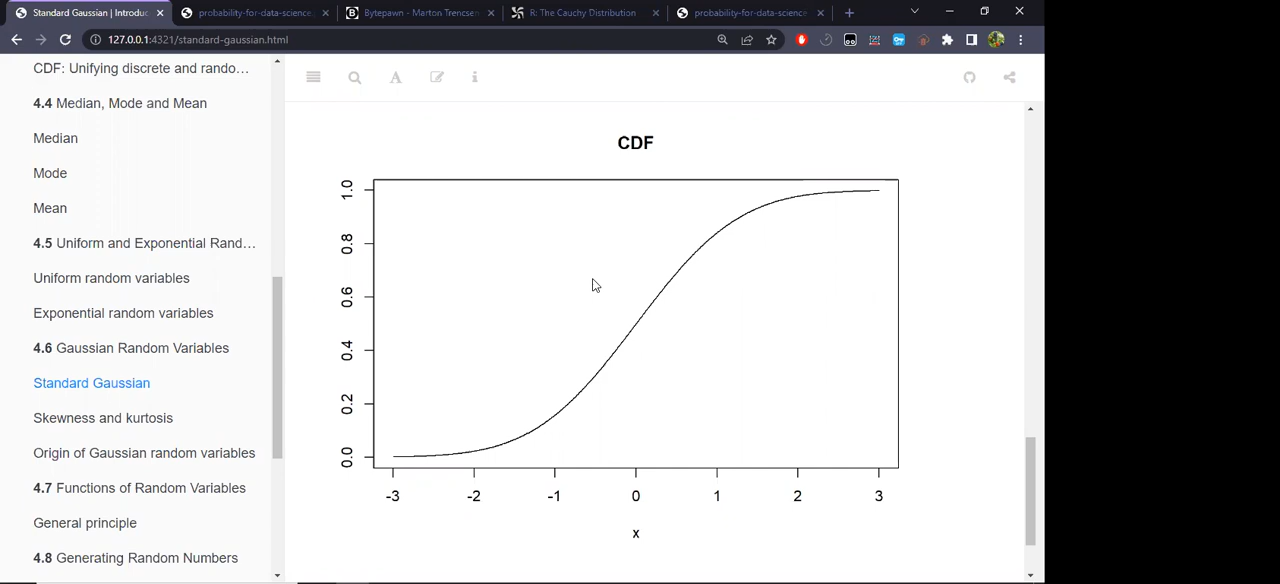 Standard Gaussian | Introduc
probability-for-data-science.
Bytepawn - Marton Trencsen
R: The Cauchy Distribution
probability-for-data-science
127.0.0.1:4321/standard-gaussian.html
CDF: Unifying discrete and rando…
4.4 Median, Mode and Mean
Median
Mode
Mean
4.5 Uniform and Exponential Rand…
Uniform random variables
Exponential random variables
4.6 Gaussian Random Variables
Standard Gaussian
Skewness and kurtosis
Origin of Gaussian random variables
4.7 Functions of Random Variables
General principle
4.8 Generating Random Numbers
CDF
1.0
0.8
0.6
0.4
0.2
0.0
-3 -2 -1 0 1 2 3
x